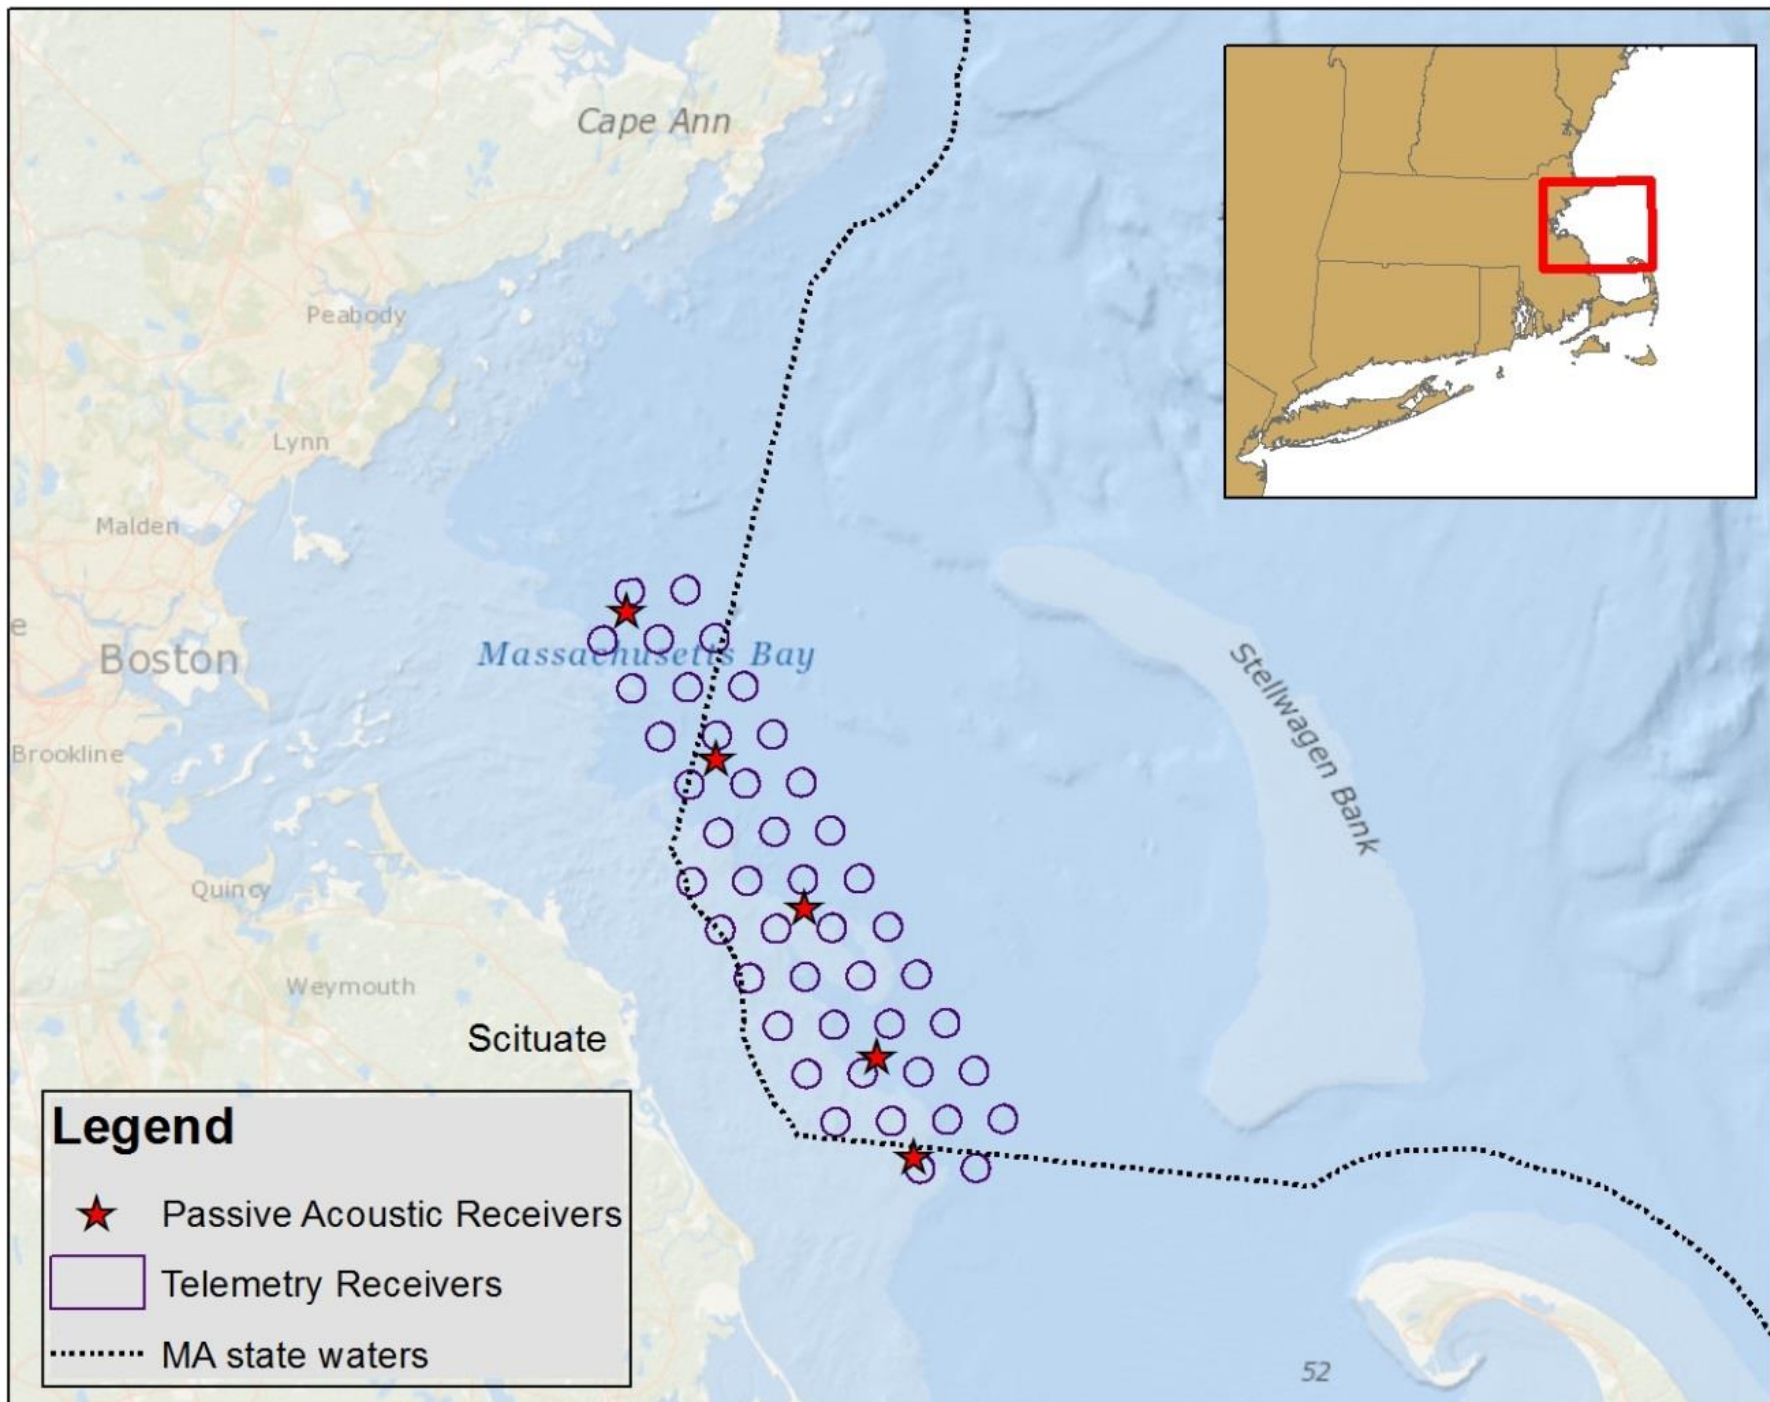 Cape Ann
Peabody
Lynn
Malden
e
Massachusetts Bay
Boston
Stellwagen Bank
Brookline
Quincy
Weymouth
Scituate
Legend
Passive Acoustic Receivers
Telemetry Receivers
MA state waters
52